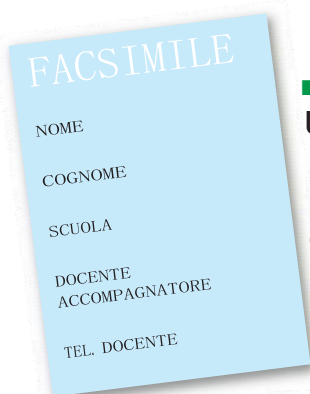 FACSIMILE
NOME
COGNOME
SCUOLA
DOCENTE
ACCOMPAGNATORE
TEL. DOCENTE